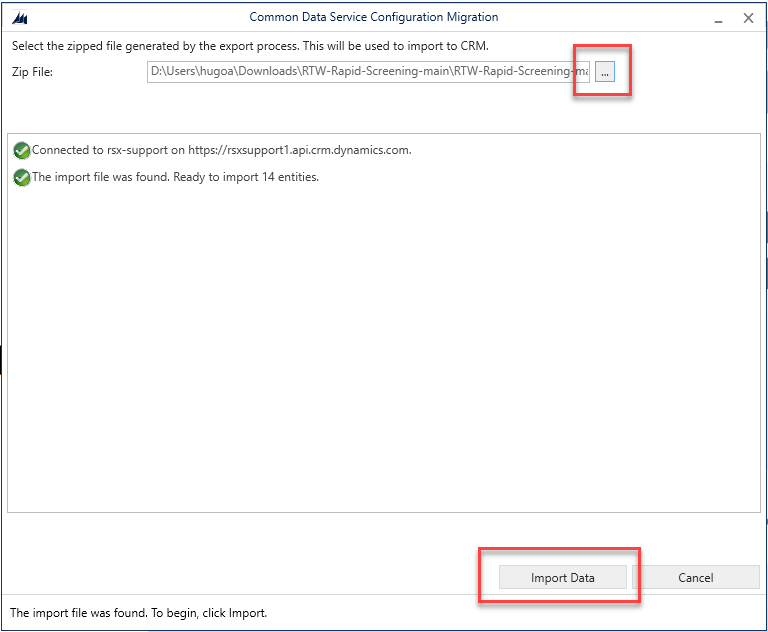 Common Data Service Configuration Migration
Select the zipped file generated by the export process. This will be used to import to CRM.
Zip File: D:\Users\hugoa\Downloads\RTW-Rapid-Screening-main\RTW-Rapid-Screening-ma ...
Connected to rsx-support on https://rsxsupport1.api.crm.dynamics.com.
The import file was found. Ready to import 14 entities.
Import Data Cancel
The import file was found. To begin, click Import.